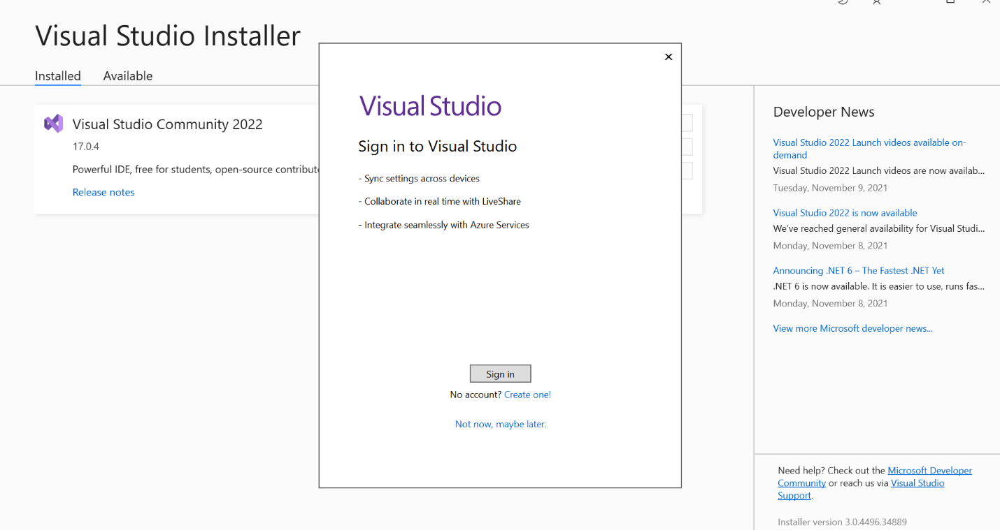 Visual Studio Installer
Installed
Available
Visual Studio Community 2022
17.0.4
Powerful IDE, free for students, open-source
Release notes
Visual Studio
Sign in to Visual Studio
- Sync settings across devices
- Collaborate in real time with LiveShare
- Integrate seamlessly with Azure Services
Sign in
No account? Create one!
Not now, maybe later.
Developer News
Visual Studio 2022 Launch videos available on-
demand
Visual Studio 2022 Launch videos are now availab...
Tuesday, November 9, 2021
Visual Studio 2022 is now available
We've reached general availability for Visual Studi...
Monday, November 8, 2021
Announcing .NET 6 – The Fastest .NET Yet
.NET 6 is now available. It is easier to use, runs fas...
Monday, November 8, 2021
View more Microsoft developer news...
Need help? Check out the Microsoft Developer
Community or reach us via Visual Studio
Support.
Installer version 3.0.4496.34889